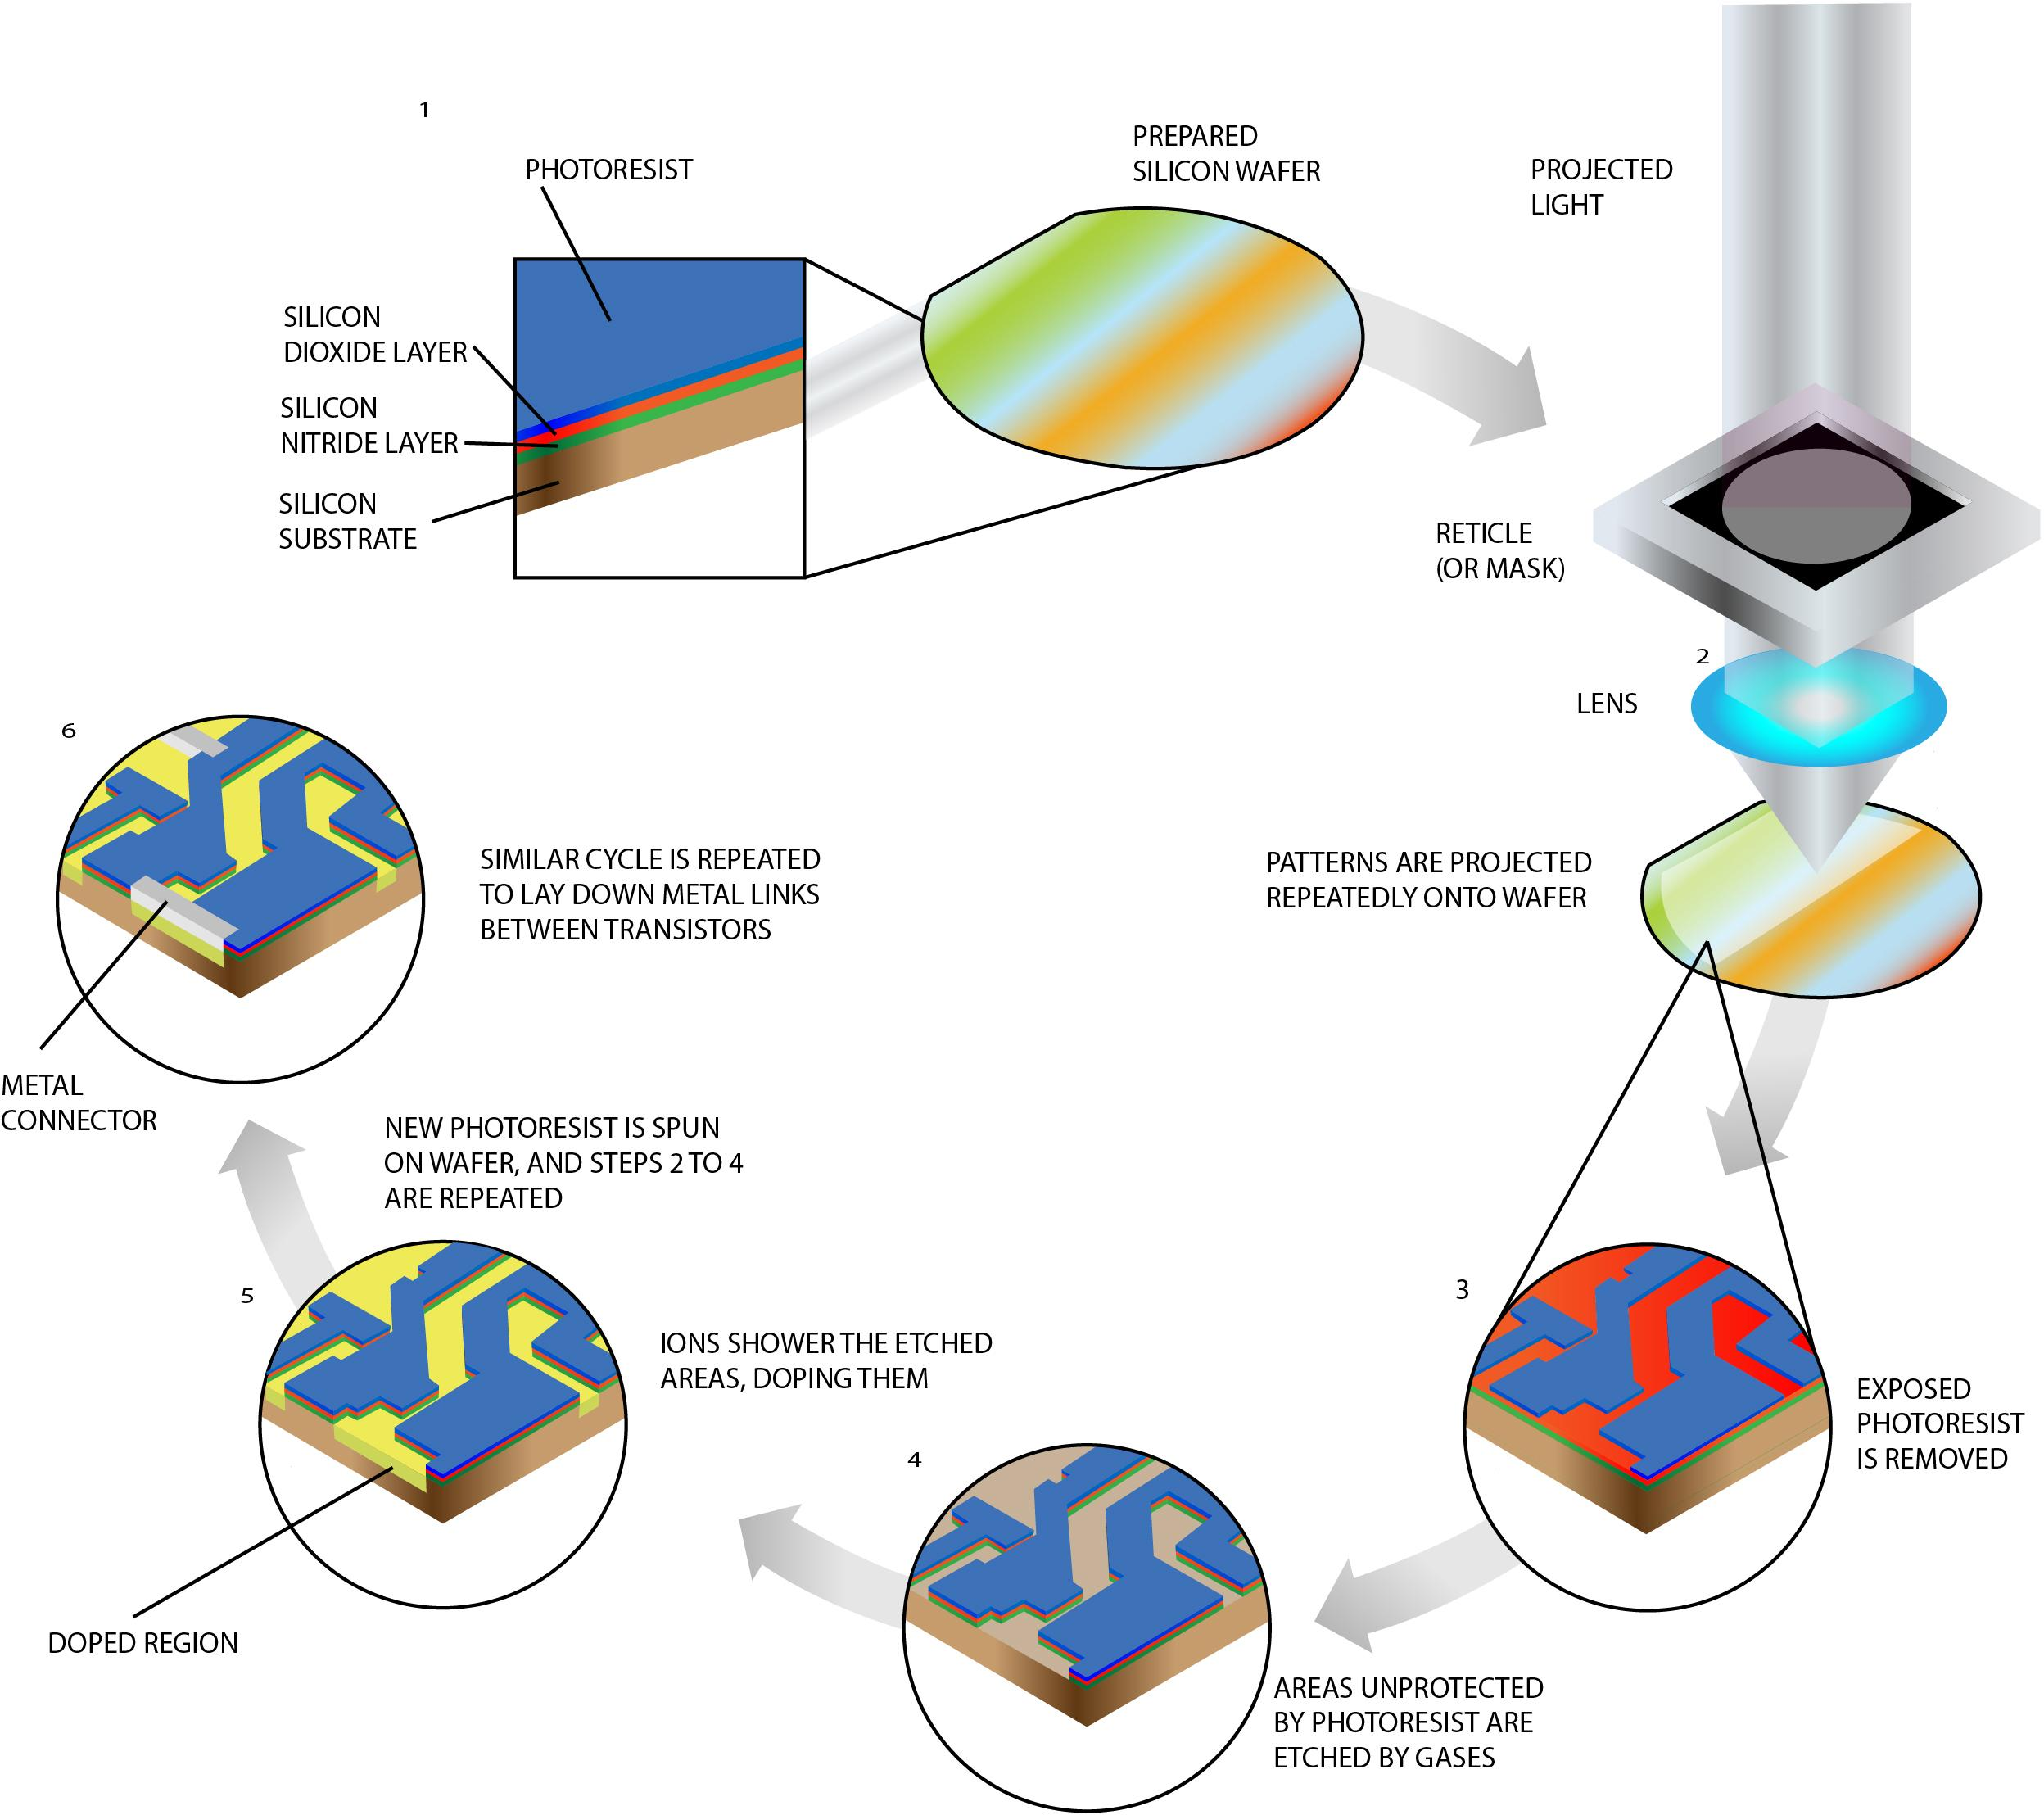 1
PHOTORESIST
SILICON
DIOXIDE LAYER
SILICON
NITRIDE LAYER
SILICON
SUBSTRATE
PREPARED
SILICON WAFER
PROJECTED
LIGHT
RETICLE
(OR MASK)
2
LENS
PATTERNS ARE PROJECTED
REPEATEDLY ONTO WAFER
3
EXPOSED
PHOTORESIST
IS REMOVED
4
AREAS UNPROTECTED
BY PHOTORESIST ARE
ETCHED BY GASES
5
IONS SHOWER THE ETCHED
AREAS, DOPING THEM
DOPED REGION
NEW PHOTORESIST IS SPUN
ON WAFER, AND STEPS 2 TO 4
ARE REPEATED
6
SIMILAR CYCLE IS REPEATED
TO LAY DOWN METAL LINKS
BETWEEN TRANSISTORS
METAL
CONNECTOR